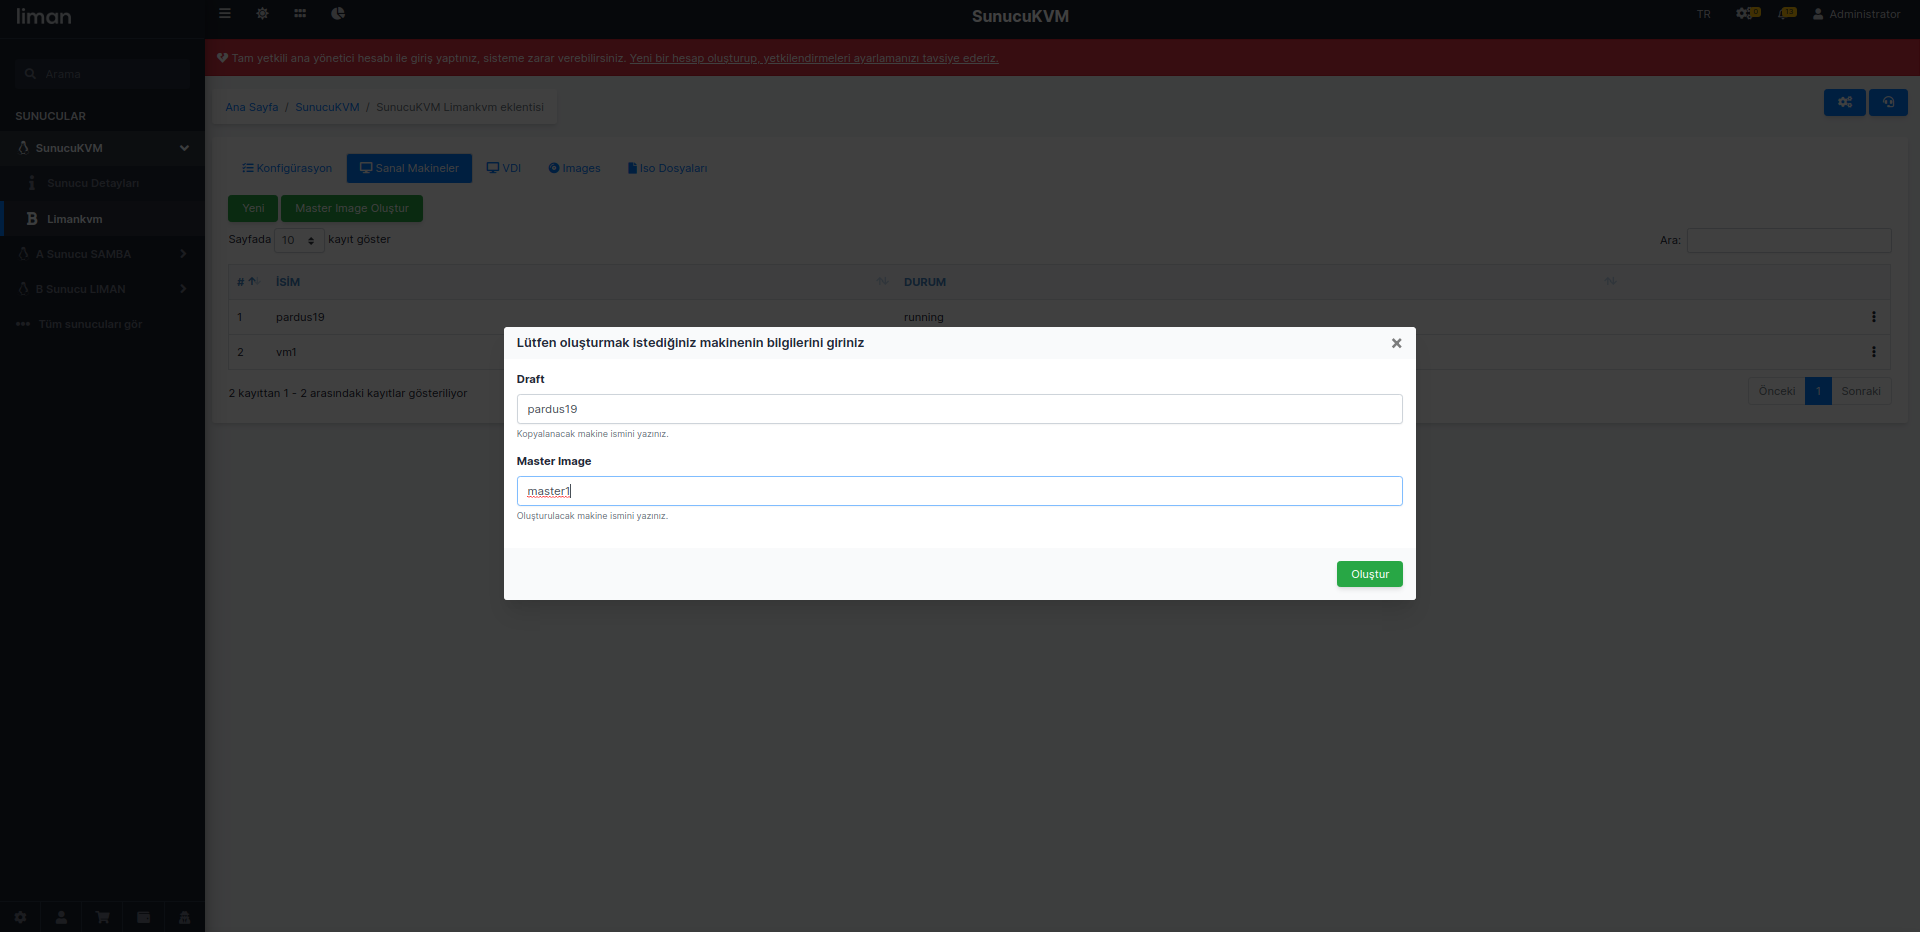 liman
SunucuKVM
TR
0
13
Administrator
Arama
Tam yetkili ana yönetici hesabı ile giriş yaptınız, sisteme zarar verebilirsiniz. Yeni bir hesap oluşturup, yetkilendirmeleri ayarlamanızı tavsiye ederiz.
SUNUCULAR
SunucuKVM
Sunucu Detayları
Limankvm
A Sunucu SAMBA
B Sunucu LIMAN
Tüm sunucuları gör
Ana Sayfa / SunucuKVM / SunucuKVM Limankvm eklentisi
Konfigürasyon Sanal Makineler VDI Images Iso Dosyaları
Yeni Master Image Oluştur
Sayfada 10 kayıt göster
Ara:
# İSİM DURUM
1 pardus19 running
2 vm1
2 kayıttan 1 - 2 arasındaki kayıtlar gösteriliyor
Önceki 1 Sonraki
Lütfen oluşturmak istediğiniz makinenin bilgilerini giriniz
Draft
pardus19
Kopyalanacak makine ismini yazınız.
Master Image
master1
Oluşturulacak makine ismini yazınız.
Oluştur